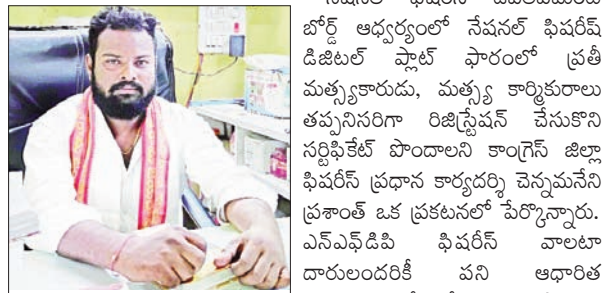 బోర్డ్ ఆధ్వర్యంలో నేషనల్ ఫిషరీష్
డిజిటల్ ప్లాట్ ఫారంలో ప్రతీ
మత్స్యకారుడు, మత్స్య కార్మికురాలు
తప్పనిసరిగా రిజిస్ట్రేషన్ చేసుకొని
సర్టిఫికేట్ పొందాలని కాంగ్రెస్ జిల్లా
ఫిషరీస్ ప్రధాన కార్యదర్శి చెన్నమనేని
ప్రశాంత్ ఒక ప్రకటనలో పేర్కొన్నారు.
ఎన్ఎఫ్‌డిపి ఫిషరీస్ వాలటా
దారులందరికీ పని ఆధారిత